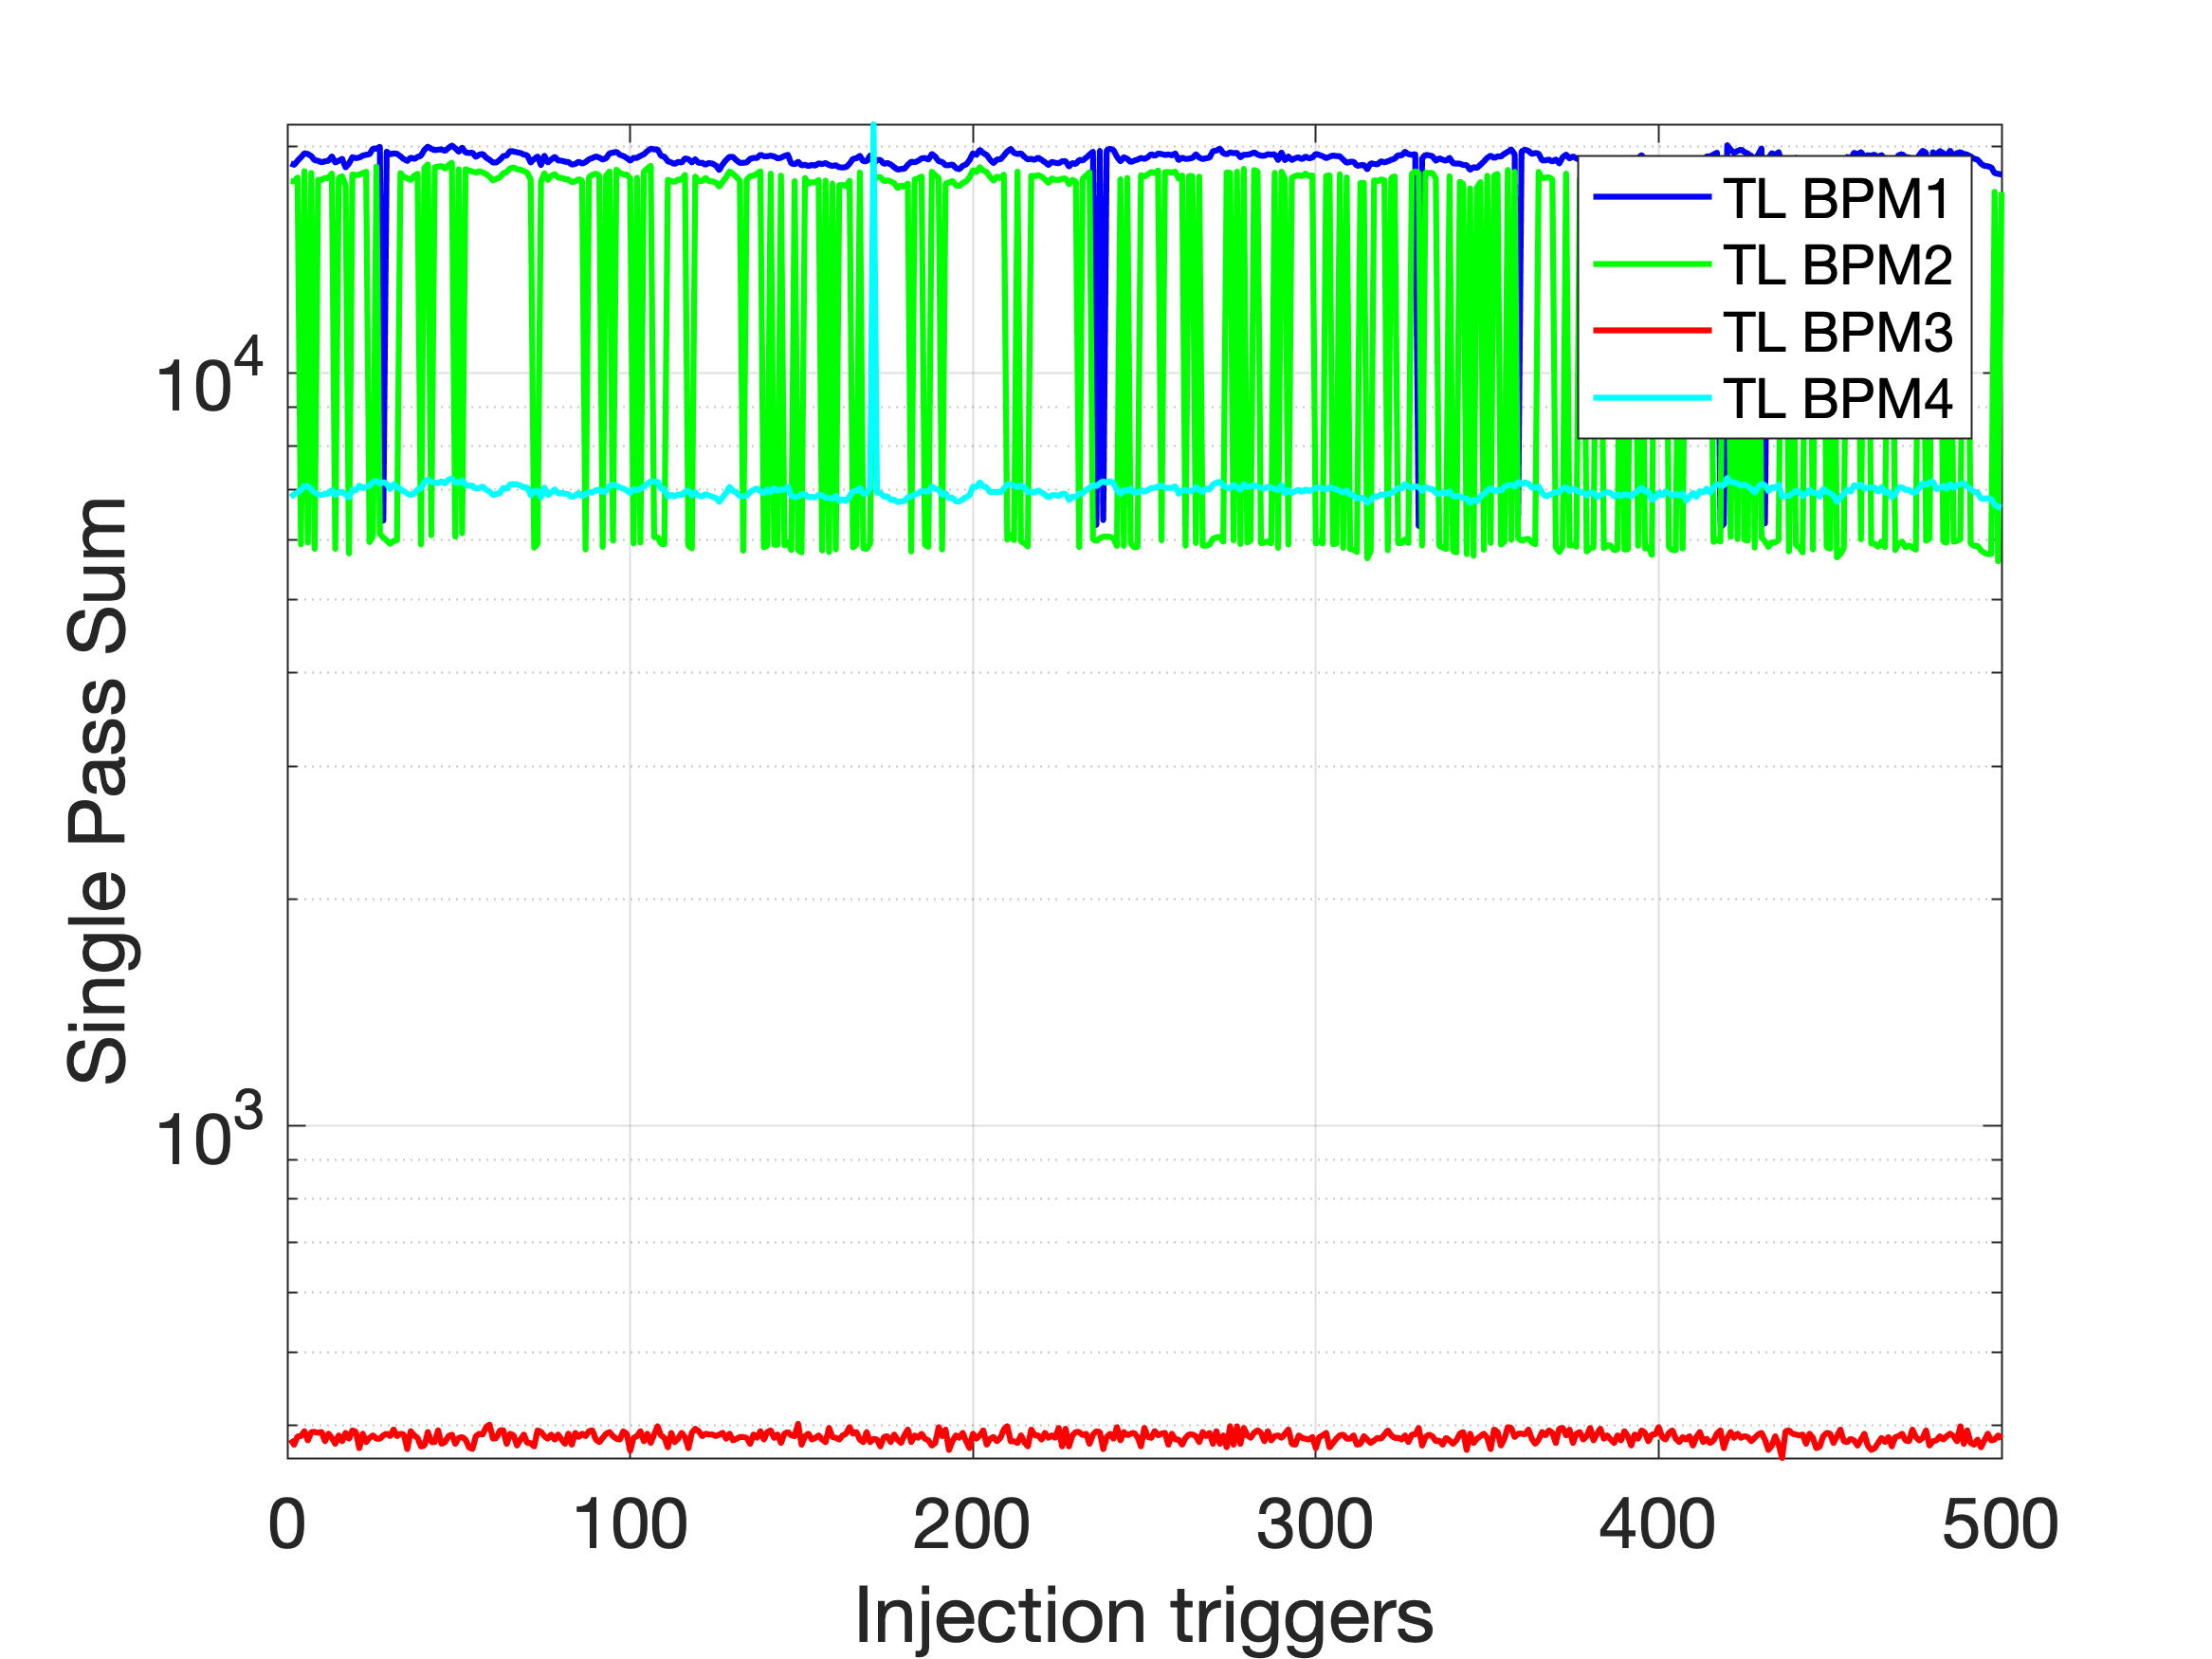 TL BPM1
TL BPM2
TL BPM3
TL BPM4
10^4
10^3
Single Pass Sum
0 100 200 300 400 500
Injection triggers